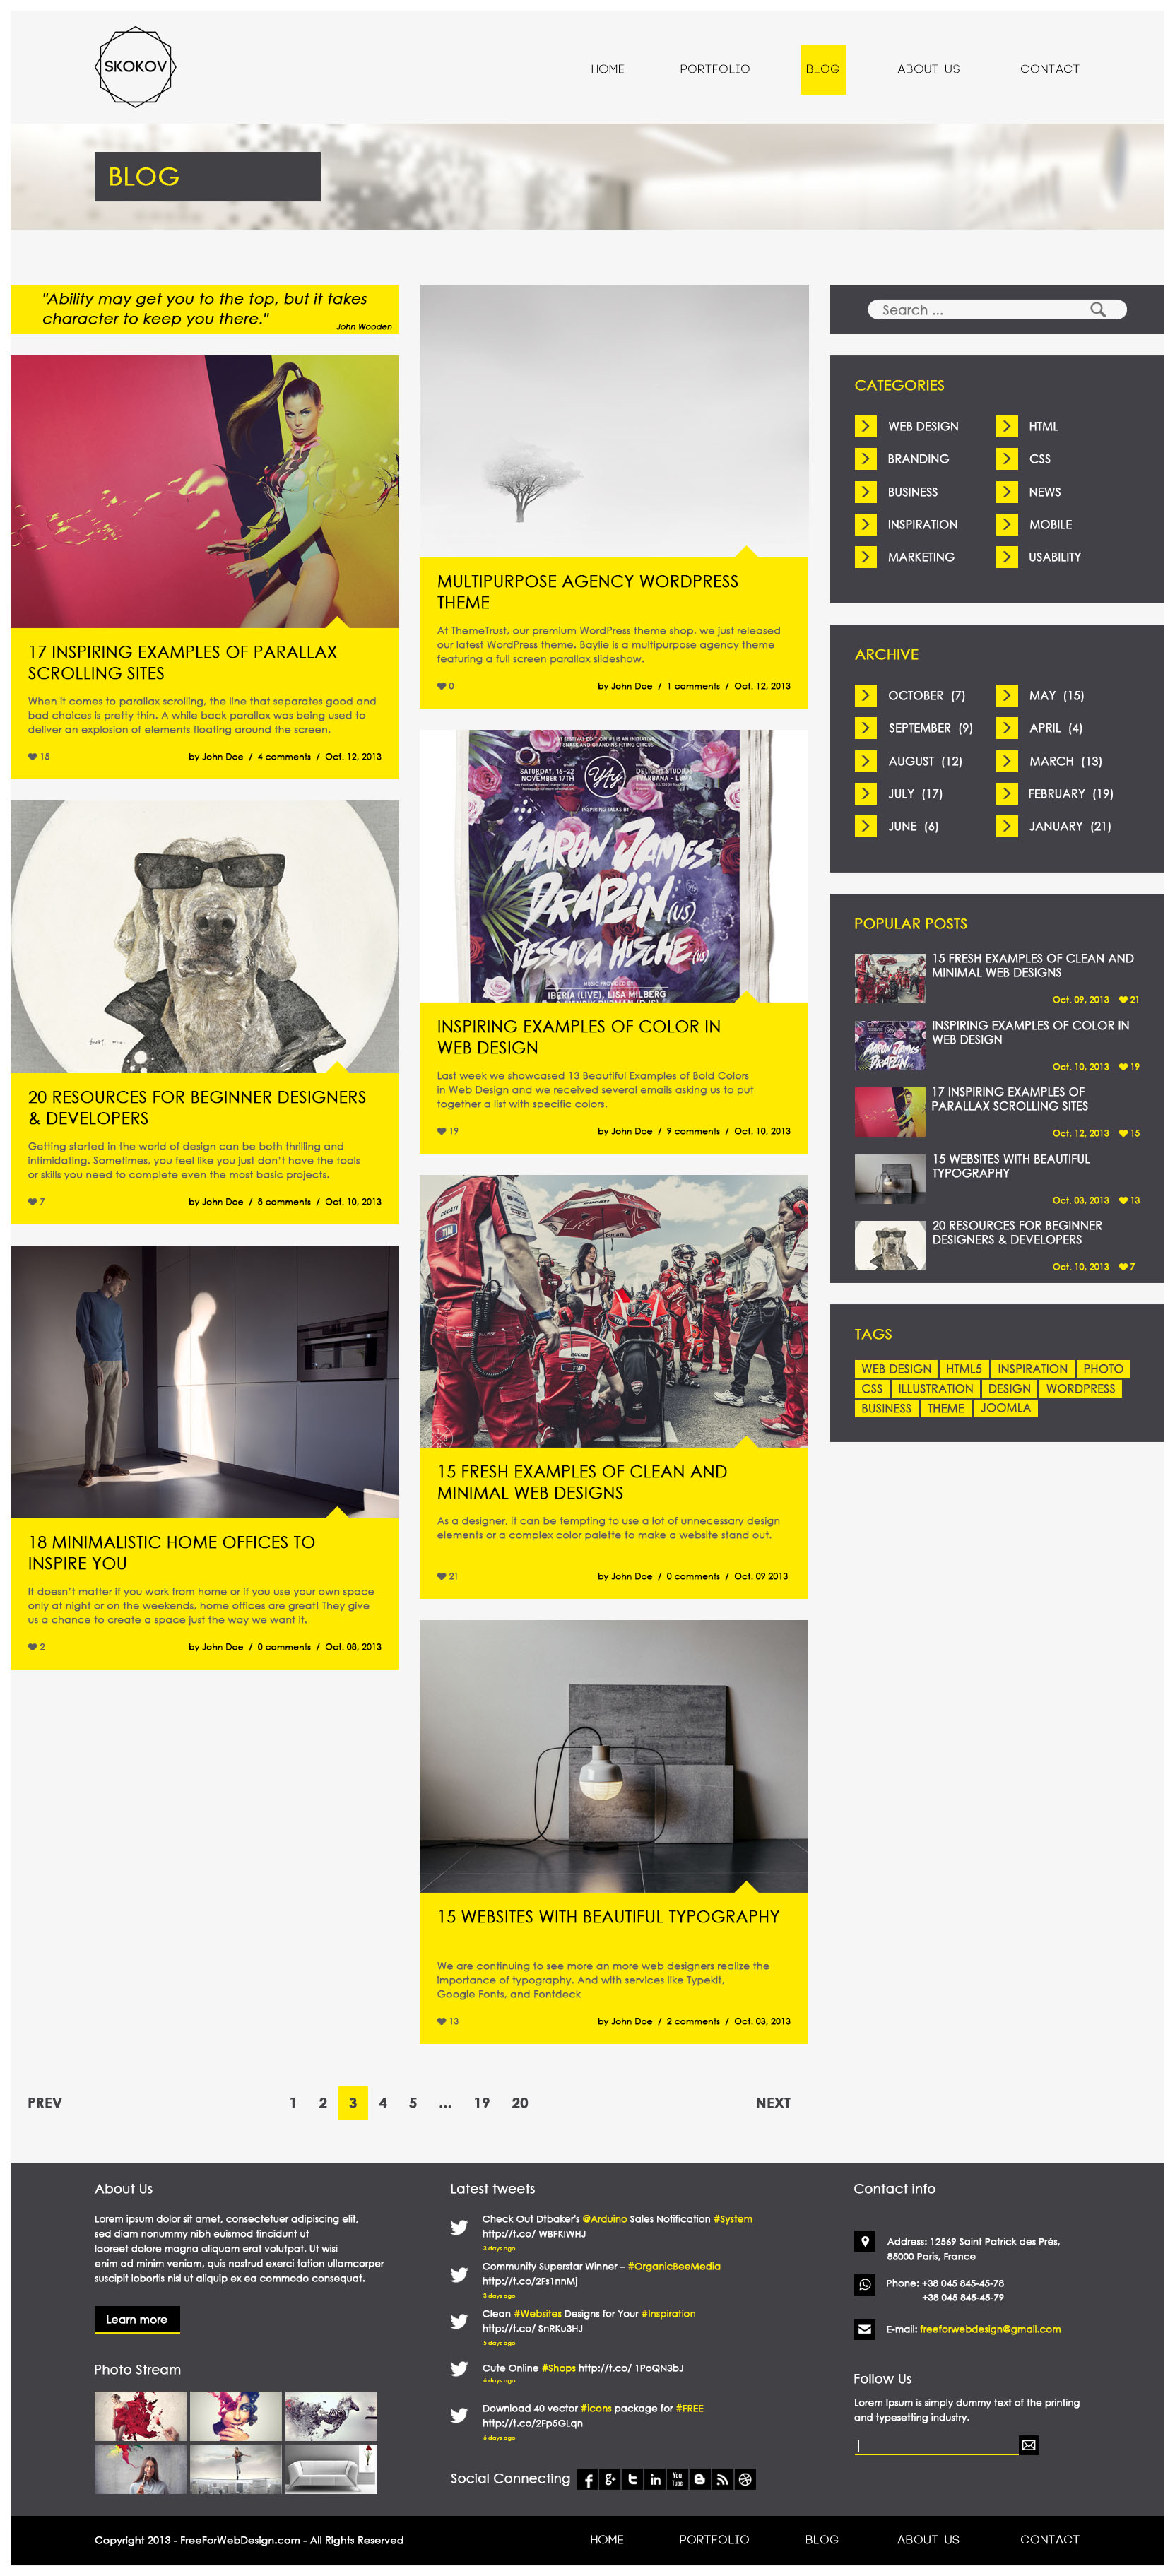 SKOKOV
HOME PORTFOLIO BLOG ABOUT US CONTACT
BLOG
"Ability may get you to the top, but it takes
character to keep you there."
John Wooden
17 INSPIRING EXAMPLES OF PARALLAX
SCROLLING SITES
When it comes to parallax scrolling, the line that separates good and
bad choices is pretty thin. A while back parallax was being used to
deliver an explosion of elements floating around the screen.
15 by John Doe / 4 comments / Oct. 12, 2013
20 RESOURCES FOR BEGINNER DESIGNERS
& DEVELOPERS
Getting started in the world of design can be both thrilling and
intimidating. Sometimes, you feel like you just don't have the tools
or skills you need to complete even the most basic projects.
7 by John Doe / 8 comments / Oct. 10, 2013
18 MINIMALISTIC HOME OFFICES TO
INSPIRE YOU
It doesn't matter if you work from home or if you use your own space
only at night or on the weekends, home offices are great! They give
us a chance to create a space just the way we want it.
2 by John Doe / 0 comments / Oct. 08, 2013
MULTIPURPOSE AGENCY WORDPRESS
THEME
At ThemeTrust, our premium WordPress theme shop, we just released
our latest WordPress theme. Baylie is a multipurpose agency theme
featuring a full screen parallax slideshow.
0 by John Doe / 1 comments / Oct. 12, 2013
SATURDAY, 16-22
NOVEMBER 17TH
DELIGHT STUDIOS
INSPIRING TALKS BY
AARON JAMES
DRAPLIN (US)
JESSICA HISCHE (US)
MUSIC PROVIDED BY
IBERIA (LIVE), LISA MILBERG
INSPIRING EXAMPLES OF COLOR IN
WEB DESIGN
Last week we showcased 13 Beautiful Examples of Bold Colors
in Web Design and we received several emails asking us to put
together a list with specific colors.
19 by John Doe / 9 comments / Oct. 10, 2013
DUCATI
TIM
DUCATI
15 FRESH EXAMPLES OF CLEAN AND
MINIMAL WEB DESIGNS
As a designer, it can be tempting to use a lot of unnecessary design
elements or a complex color palette to make a website stand out.
21 by John Doe / 0 comments / Oct. 09 2013
15 WEBSITES WITH BEAUTIFUL TYPOGRAPHY
We are continuing to see more an more web designers realize the
importance of typography. And with services like Typekit,
Google Fonts, and Fontdeck
13 by John Doe / 2 comments / Oct. 03, 2013
Search ...
CATEGORIES
WEB DESIGN HTML
BRANDING CSS
BUSINESS NEWS
INSPIRATION MOBILE
MARKETING USABILITY
ARCHIVE
OCTOBER (7) MAY (15)
SEPTEMBER (9) APRIL (4)
AUGUST (12) MARCH (13)
JULY (17) FEBRUARY (19)
JUNE (6) JANUARY (21)
POPULAR POSTS
15 FRESH EXAMPLES OF CLEAN AND
MINIMAL WEB DESIGNS
Oct. 09, 2013 21
AARON JAMES
DRAPLIN
INSPIRING EXAMPLES OF COLOR IN
WEB DESIGN
Oct. 10, 2013 19
17 INSPIRING EXAMPLES OF
PARALLAX SCROLLING SITES
Oct. 12, 2013 15
15 WEBSITES WITH BEAUTIFUL
TYPOGRAPHY
Oct. 03, 2013 13
20 RESOURCES FOR BEGINNER
DESIGNERS & DEVELOPERS
Oct. 10, 2013 7
TAGS
WEB DESIGN HTML5 INSPIRATION PHOTO
CSS ILLUSTRATION DESIGN WORDPRESS
BUSINESS THEME JOOMLA
PREV 1 2 3 4 5 ... 19 20 NEXT
About Us
Lorem ipsum dolor sit amet, consectetuer adipiscing elit,
sed diam nonummy nibh euismod tincidunt ut
laoreet dolore magna aliquam erat volutpat. Ut wisi
enim ad minim veniam, quis nostrud exerci tation ullamcorper
suscipit lobortis nisl ut aliquip ex ea commodo consequat.
Learn more
Photo Stream
Latest tweets
Check Out Dtbaker's @Arduino Sales Notification #System
http://t.co/ WBFKIWHJ
3 days ago
Community Superstar Winner – #OrganicBeeMedia
http://t.co/2Fs1nnMj
3 days ago
Clean #Websites Designs for Your #Inspiration
http://t.co/ SnRKu3HJ
5 days ago
Cute Online #Shops http://t.co/ 1PoQN3bJ
6 days ago
Download 40 vector #icons package for #FREE
http://t.co/2Fp5GLqn
6 days ago
Social Connecting
You
Tube
Contact info
Address: 12569 Saint Patrick des Prés,
85000 Paris, France
Phone: +38 045 845-45-78
+38 045 845-45-79
E-mail: freeforwebdesign@gmail.com
Follow Us
Lorem Ipsum is simply dummy text of the printing
and typesetting industry.
Copyright 2013 - FreeForWebDesign.com - All Rights Reserved
HOME PORTFOLIO BLOG ABOUT US CONTACT